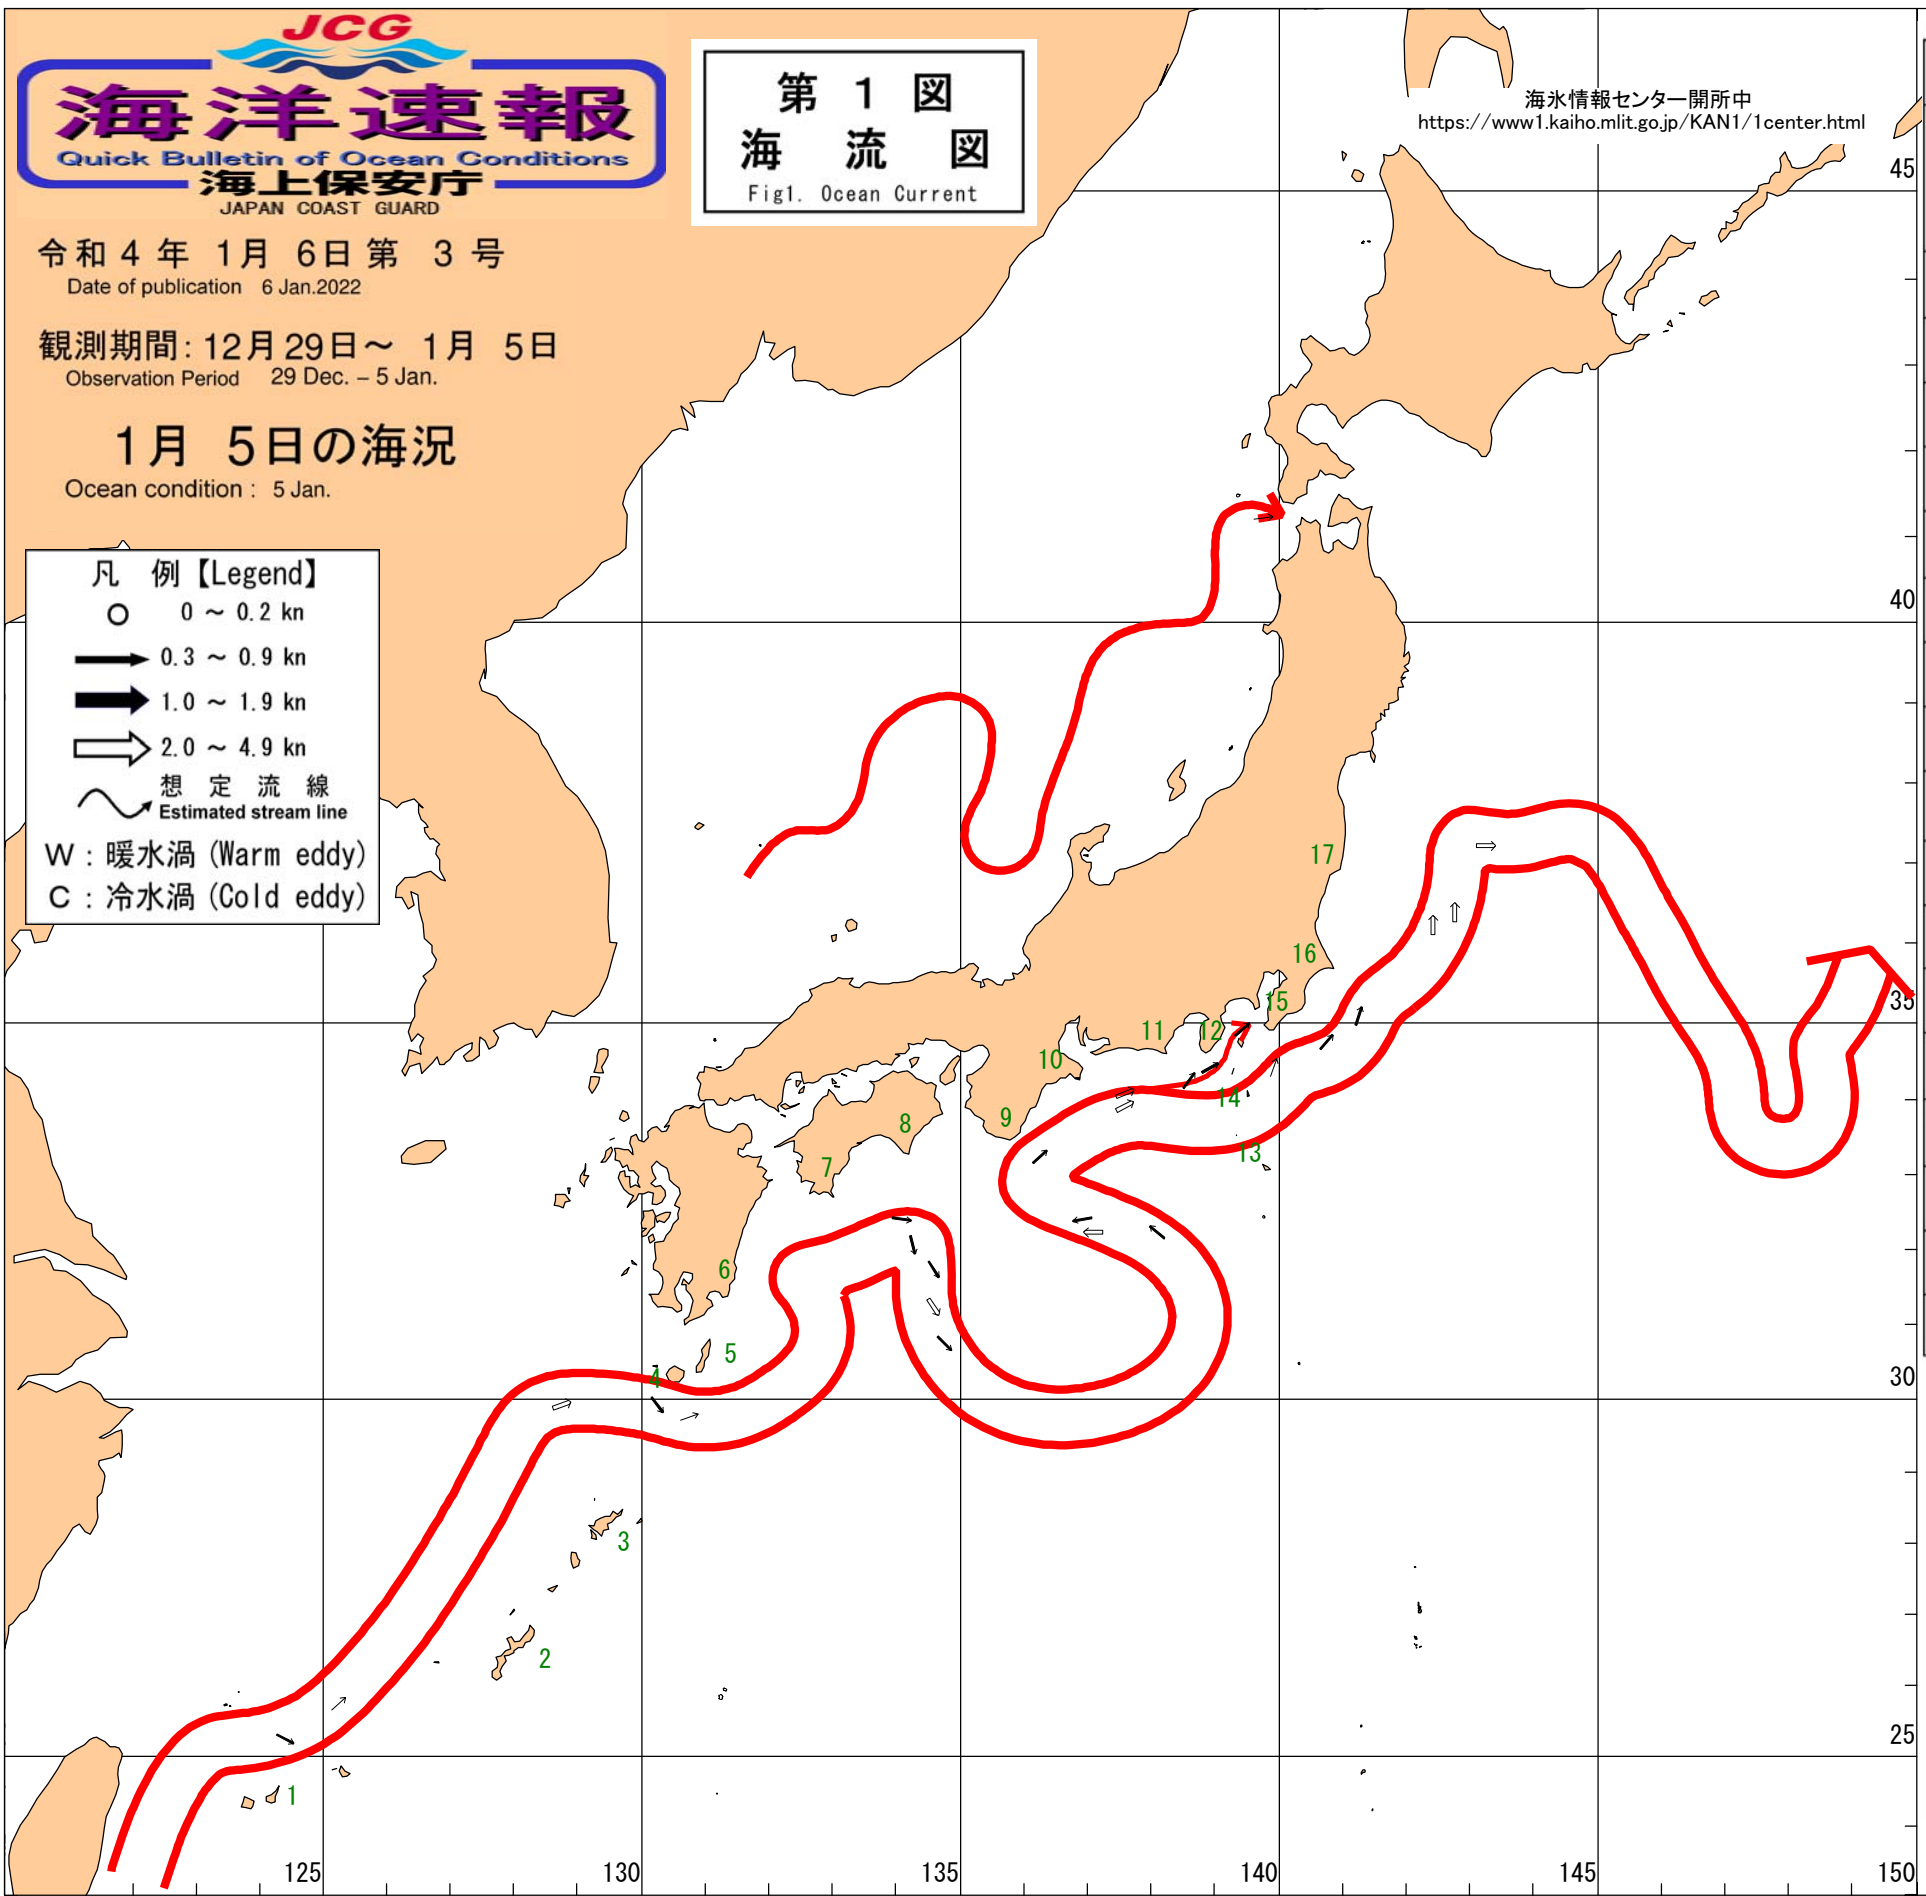 JCG
海洋速報
Quick Bulletin of Ocean Conditions
海上保安庁
JAPAN COAST GUARD
令和 4 年 1月 6日 第 3 号
Date of publication 6 Jan.2022
観測期間: 12月 29日～ 1月 5日
Observation Period 29 Dec. – 5 Jan.
1月 5日の海況
Ocean condition : 5 Jan.
第 1 図
海 流 図
Fig1. Ocean Current
海氷情報センター開所中
https://www1.kaiho.mlit.go.jp/KAN1/1center.html
凡 例【Legend】
0 ～ 0.2 kn
0.3 ～ 0.9 kn
1.0 ～ 1.9 kn
2.0 ～ 4.9 kn
想 定 流 線
Estimated stream line
W : 暖水渦 (Warm eddy)
C : 冷水渦 (Cold eddy)
45
40
35
30
25
17
16
15
12
11
10
14
9
8
13
7
6
5
4
3
2
1
125
130
135
140
145
150